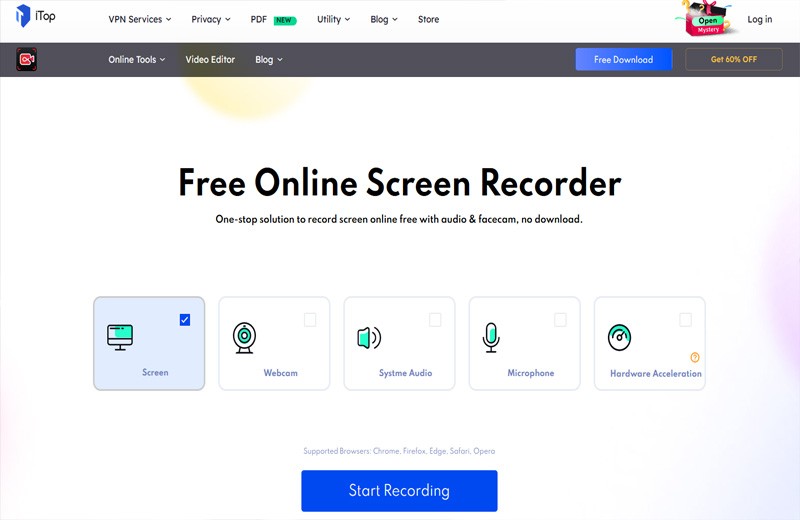 iTop
VPN Services Privacy PDF NEW Utility Blog Store Open Mystery Log in
Online Tools Video Editor Blog Free Download Get 60% OFF
Free Online Screen Recorder
One-stop solution to record screen online free with audio & facecam, no download.
Screen Webcam Systme Audio Microphone Hardware Acceleration
Supported Browsers: Chrome, Firefox, Edge, Safari, Opera
Start Recording